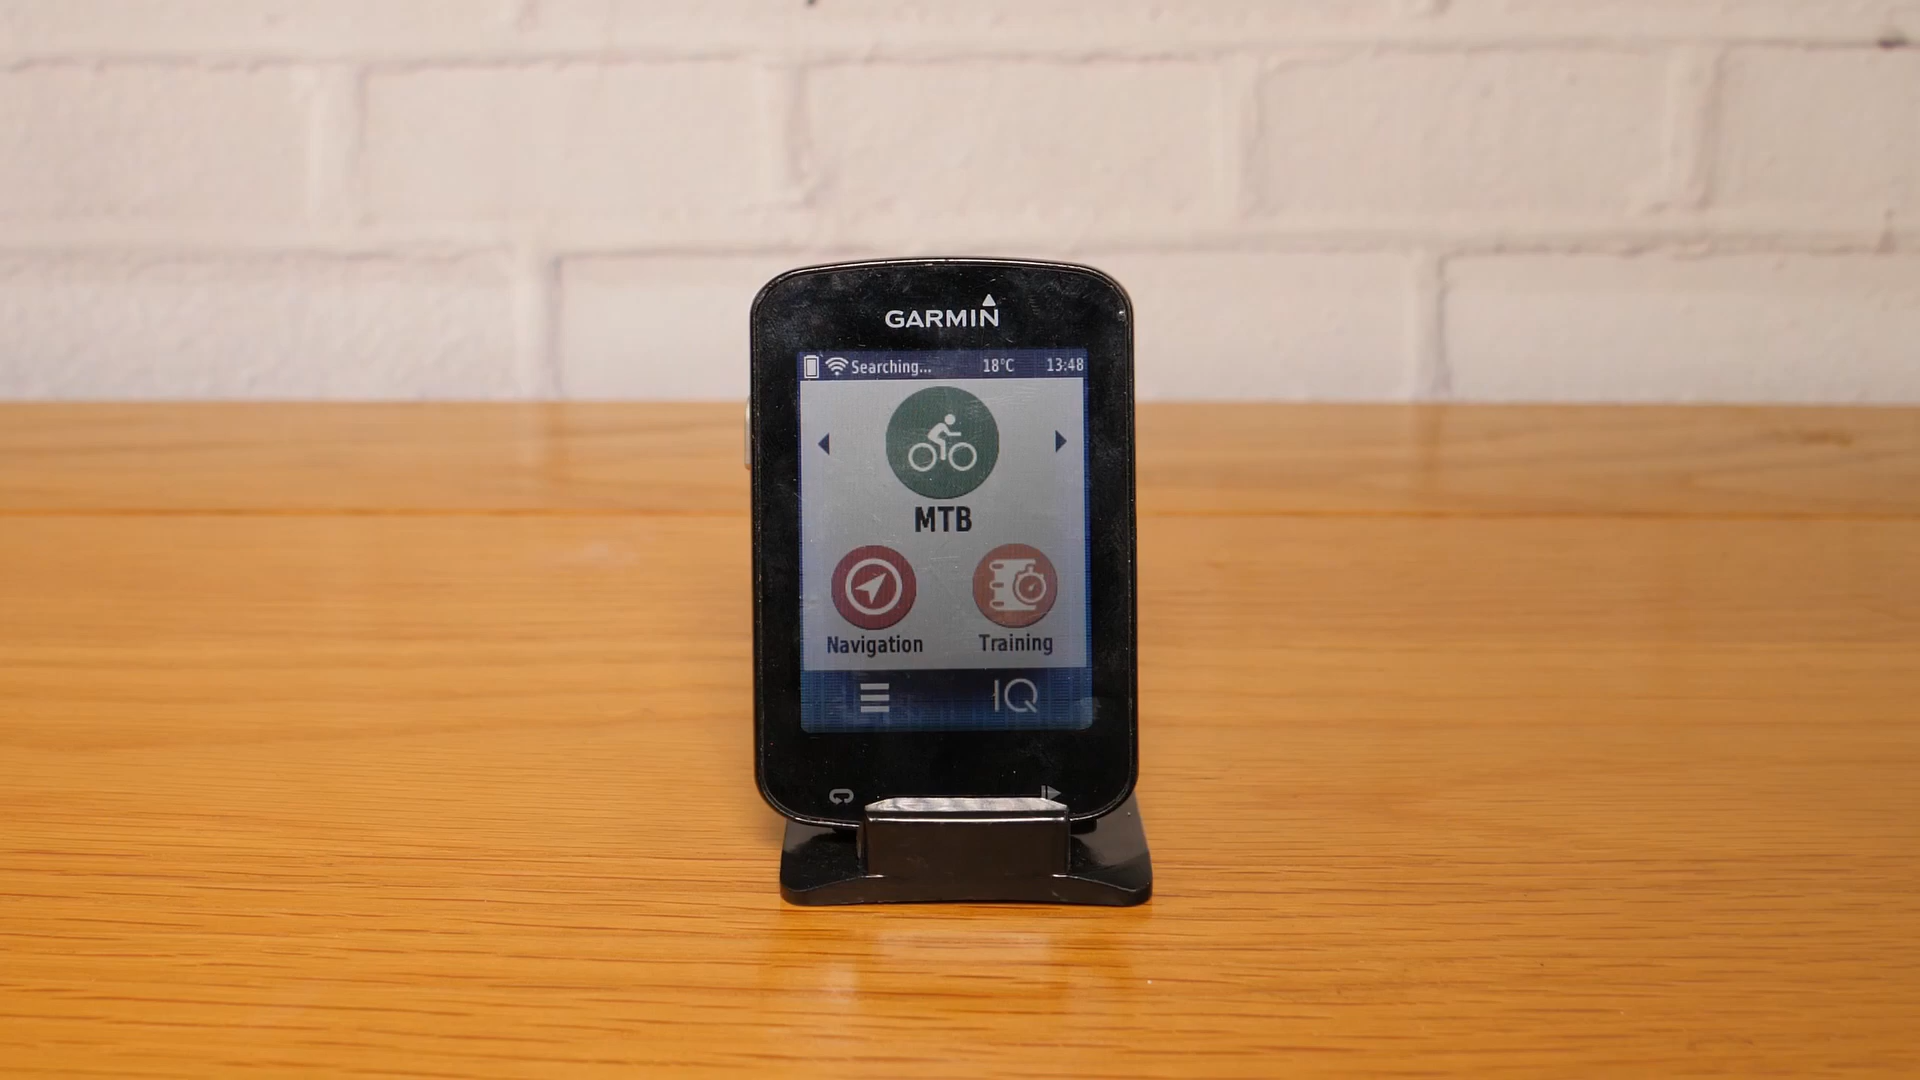 GARMIN
Searching... 18°C 13:48
MTB
Navigation Training
IQ